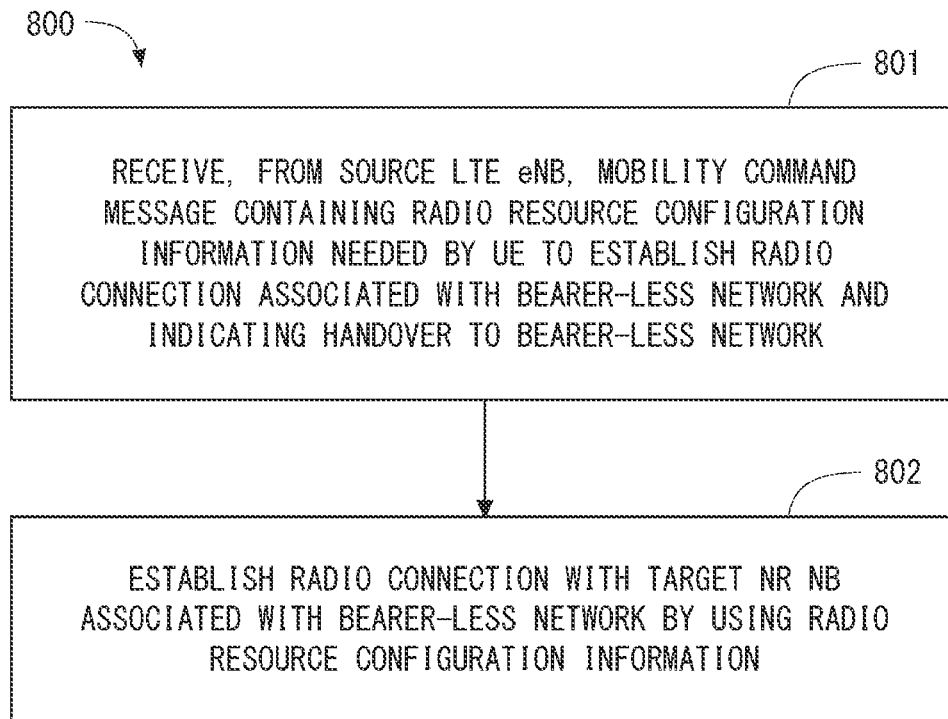 800
801
RECEIVE, FROM SOURCE LTE eNB, MOBILITY COMMAND
MESSAGE CONTAINING RADIO RESOURCE CONFIGURATION
INFORMATION NEEDED BY UE TO ESTABLISH RADIO
CONNECTION ASSOCIATED WITH BEARER-LESS NETWORK AND
INDICATING HANDOVER TO BEARER-LESS NETWORK
802
ESTABLISH RADIO CONNECTION WITH TARGET NR NB
ASSOCIATED WITH BEARER-LESS NETWORK BY USING RADIO
RESOURCE CONFIGURATION INFORMATION